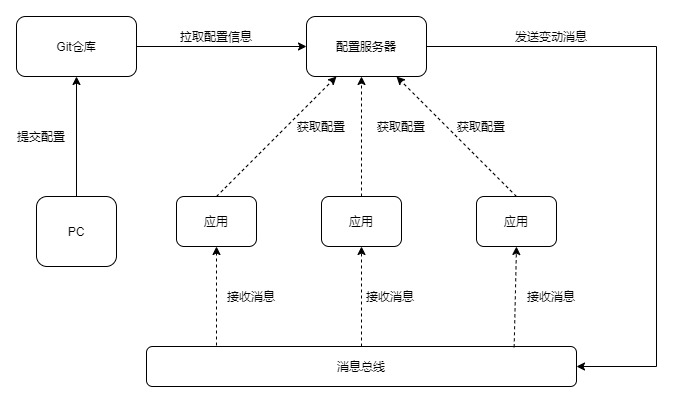 Git仓库
拉取配置信息
配置服务器
发送变动消息
提交配置
获取配置
获取配置
获取配置
PC
应用
应用
应用
接收消息
接收消息
接收消息
消息总线